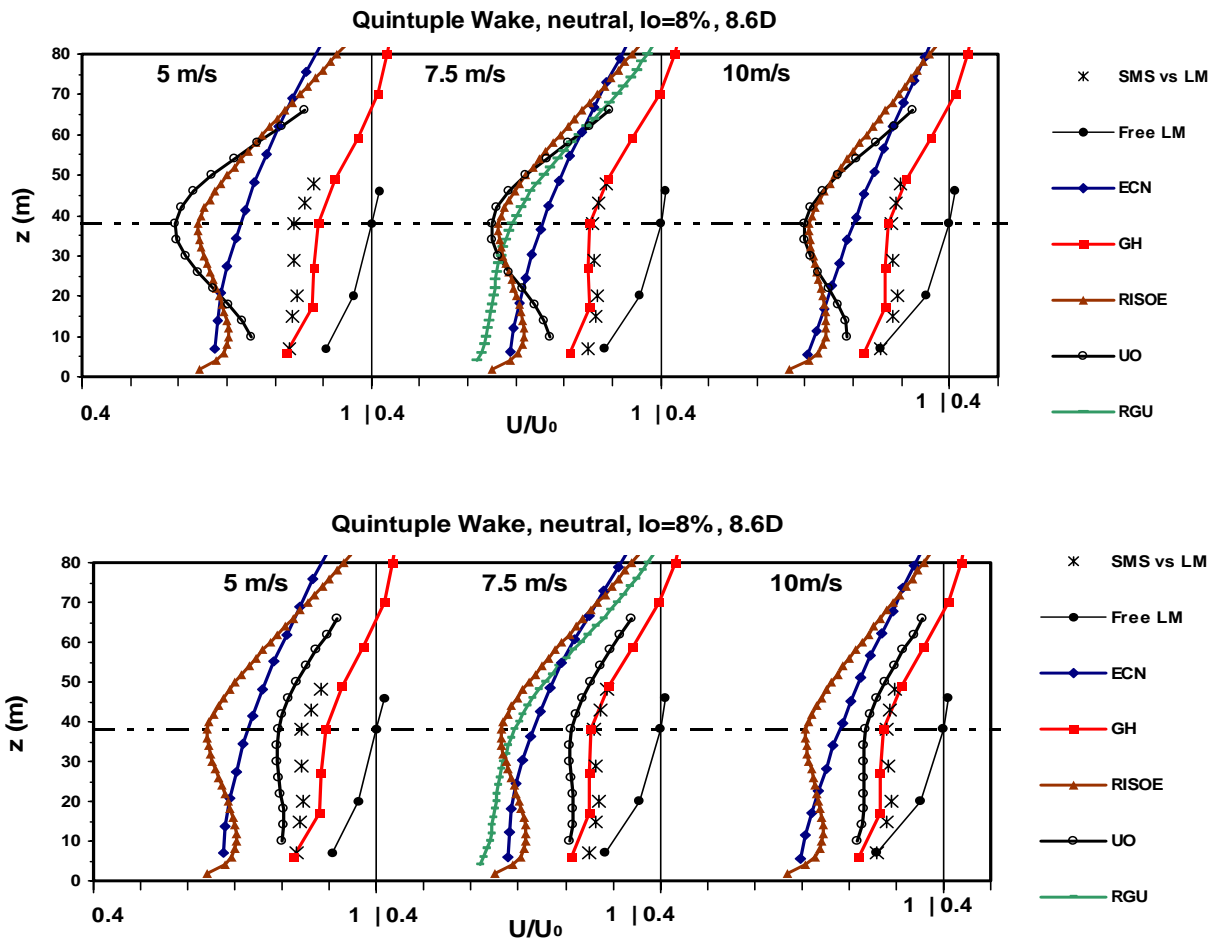 Quintuple Wake, neutral, Io=8%, 8.6D
5 m/s
7.5 m/s
10m/s
80
70
60
50
40
30
20
10
0
z (m)
0.4
1 | 0.4
1 | 0.4
1 | 0.4
U/U0
SMS vs LM
Free LM
ECN
GH
RISOE
UO
RGU
Quintuple Wake, neutral, Io=8%, 8.6D
5 m/s
7.5 m/s
10m/s
80
70
60
50
40
30
20
10
0
z (m)
0.4
1 | 0.4
1 | 0.4
1 | 0.4
U/U0
SMS vs LM
Free LM
ECN
GH
RISOE
UO
RGU